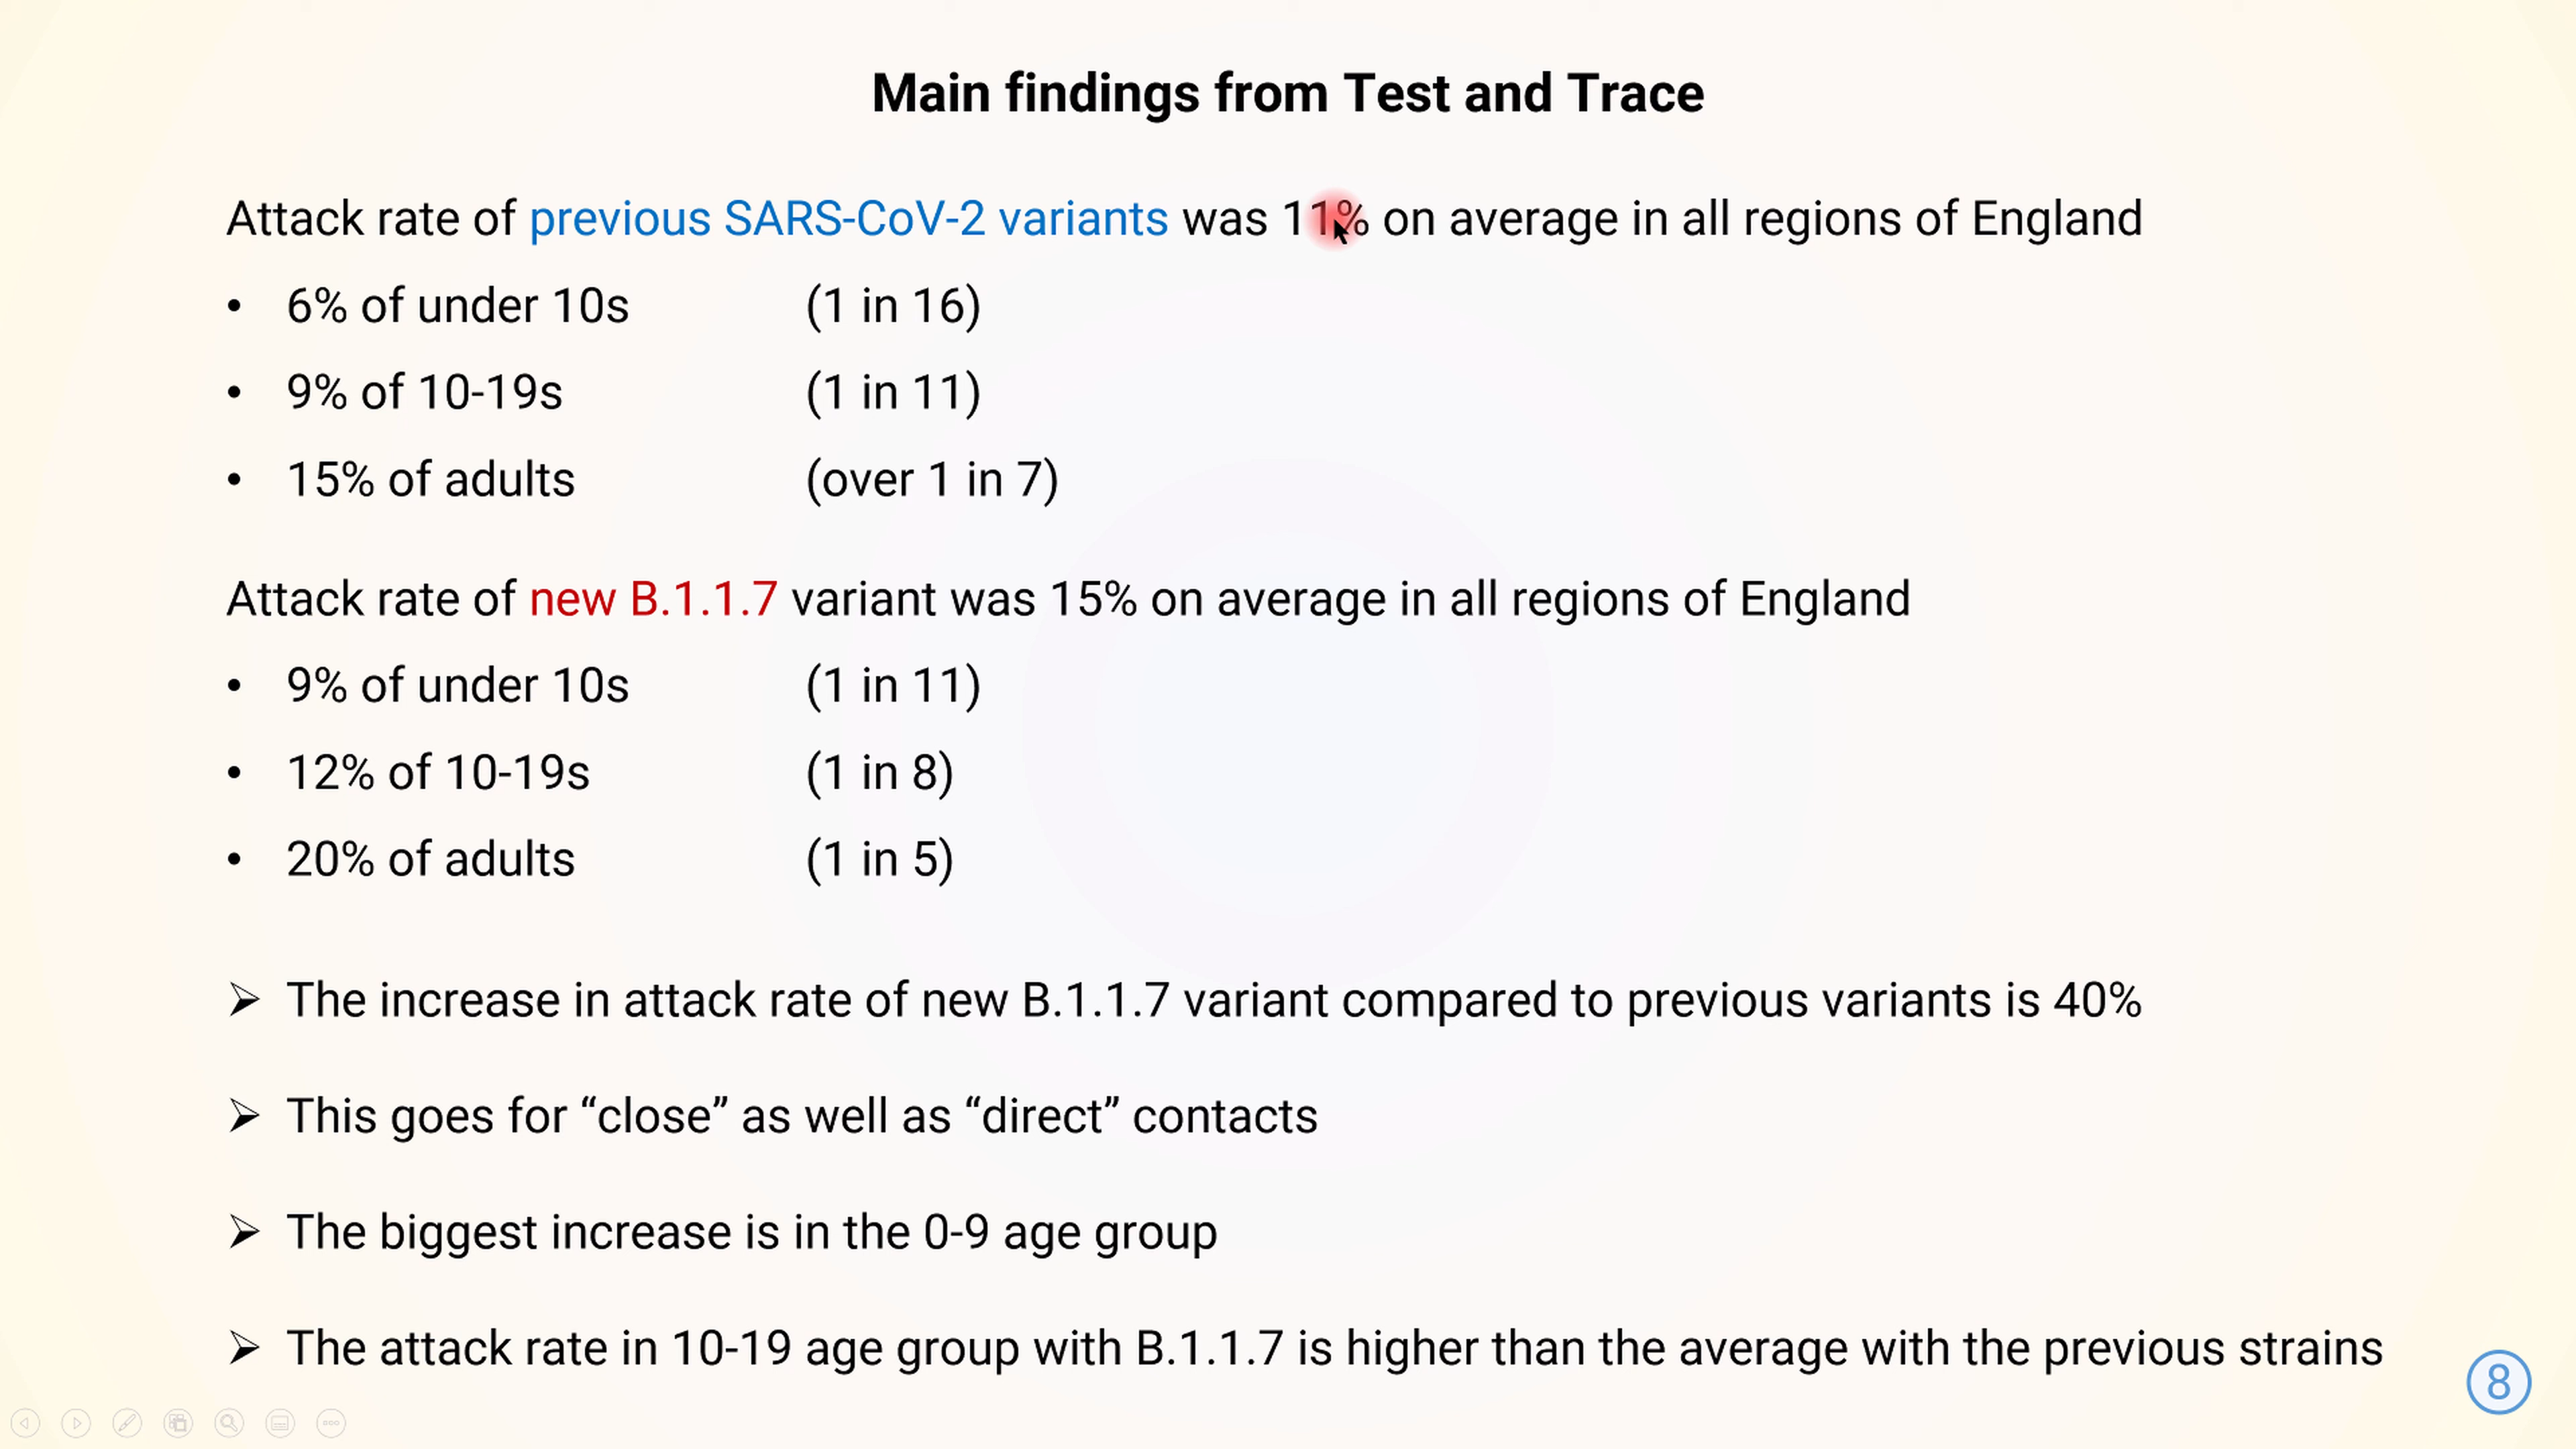 Main findings from Test and Trace
Attack rate of previous SARS-CoV-2 variants was 11% on average in all regions of England
• 6% of under 10s (1 in 16)
• 9% of 10-19s (1 in 11)
• 15% of adults (over 1 in 7)
Attack rate of new B.1.1.7 variant was 15% on average in all regions of England
• 9% of under 10s (1 in 11)
• 12% of 10-19s (1 in 8)
• 20% of adults (1 in 5)
➢ The increase in attack rate of new B.1.1.7 variant compared to previous variants is 40%
➢ This goes for “close” as well as “direct” contacts
➢ The biggest increase is in the 0-9 age group
➢ The attack rate in 10-19 age group with B.1.1.7 is higher than the average with the previous strains
8